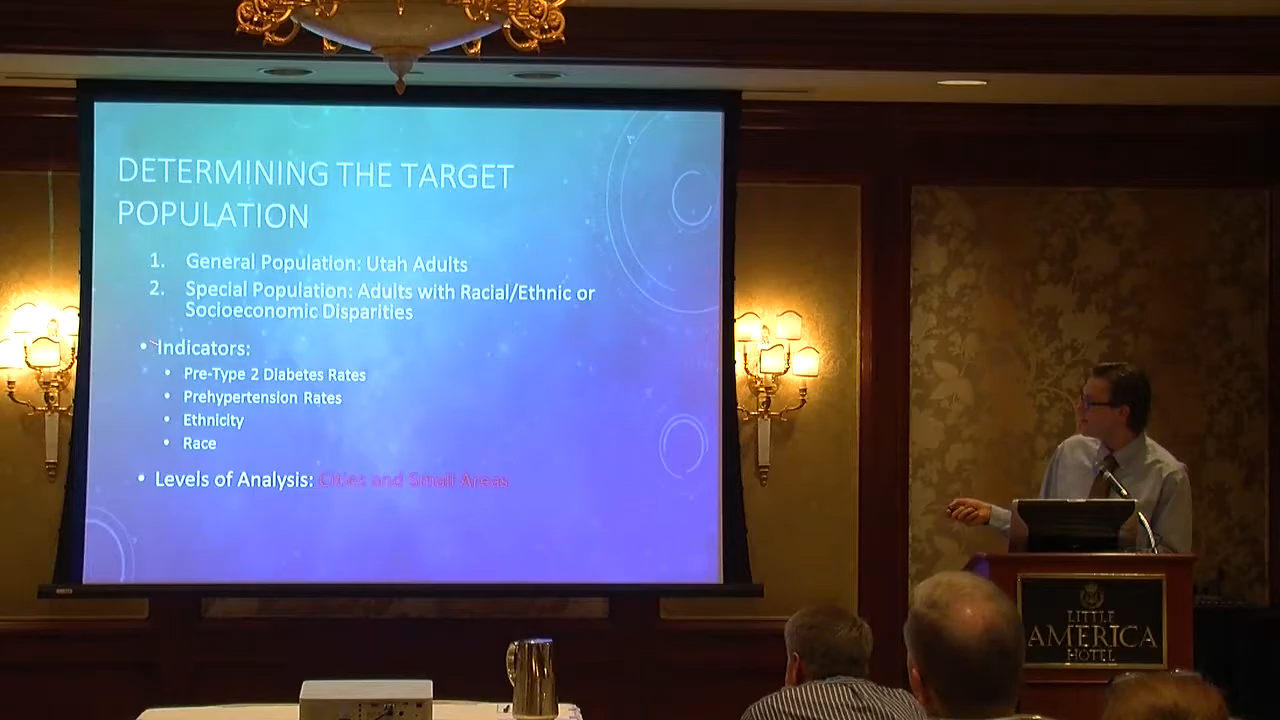 DETERMINING THE TARGET
POPULATION
1. General Population: Utah Adults
2. Special Population: Adults with Racial/Ethnic or
Socioeconomic Disparities
• Indicators:
• Pre-Type 2 Diabetes Rates
• Prehypertension Rates
• Ethnicity
• Race
• Levels of Analysis: Cities and Small Areas
LITTLE
AMERICA
HOTEL